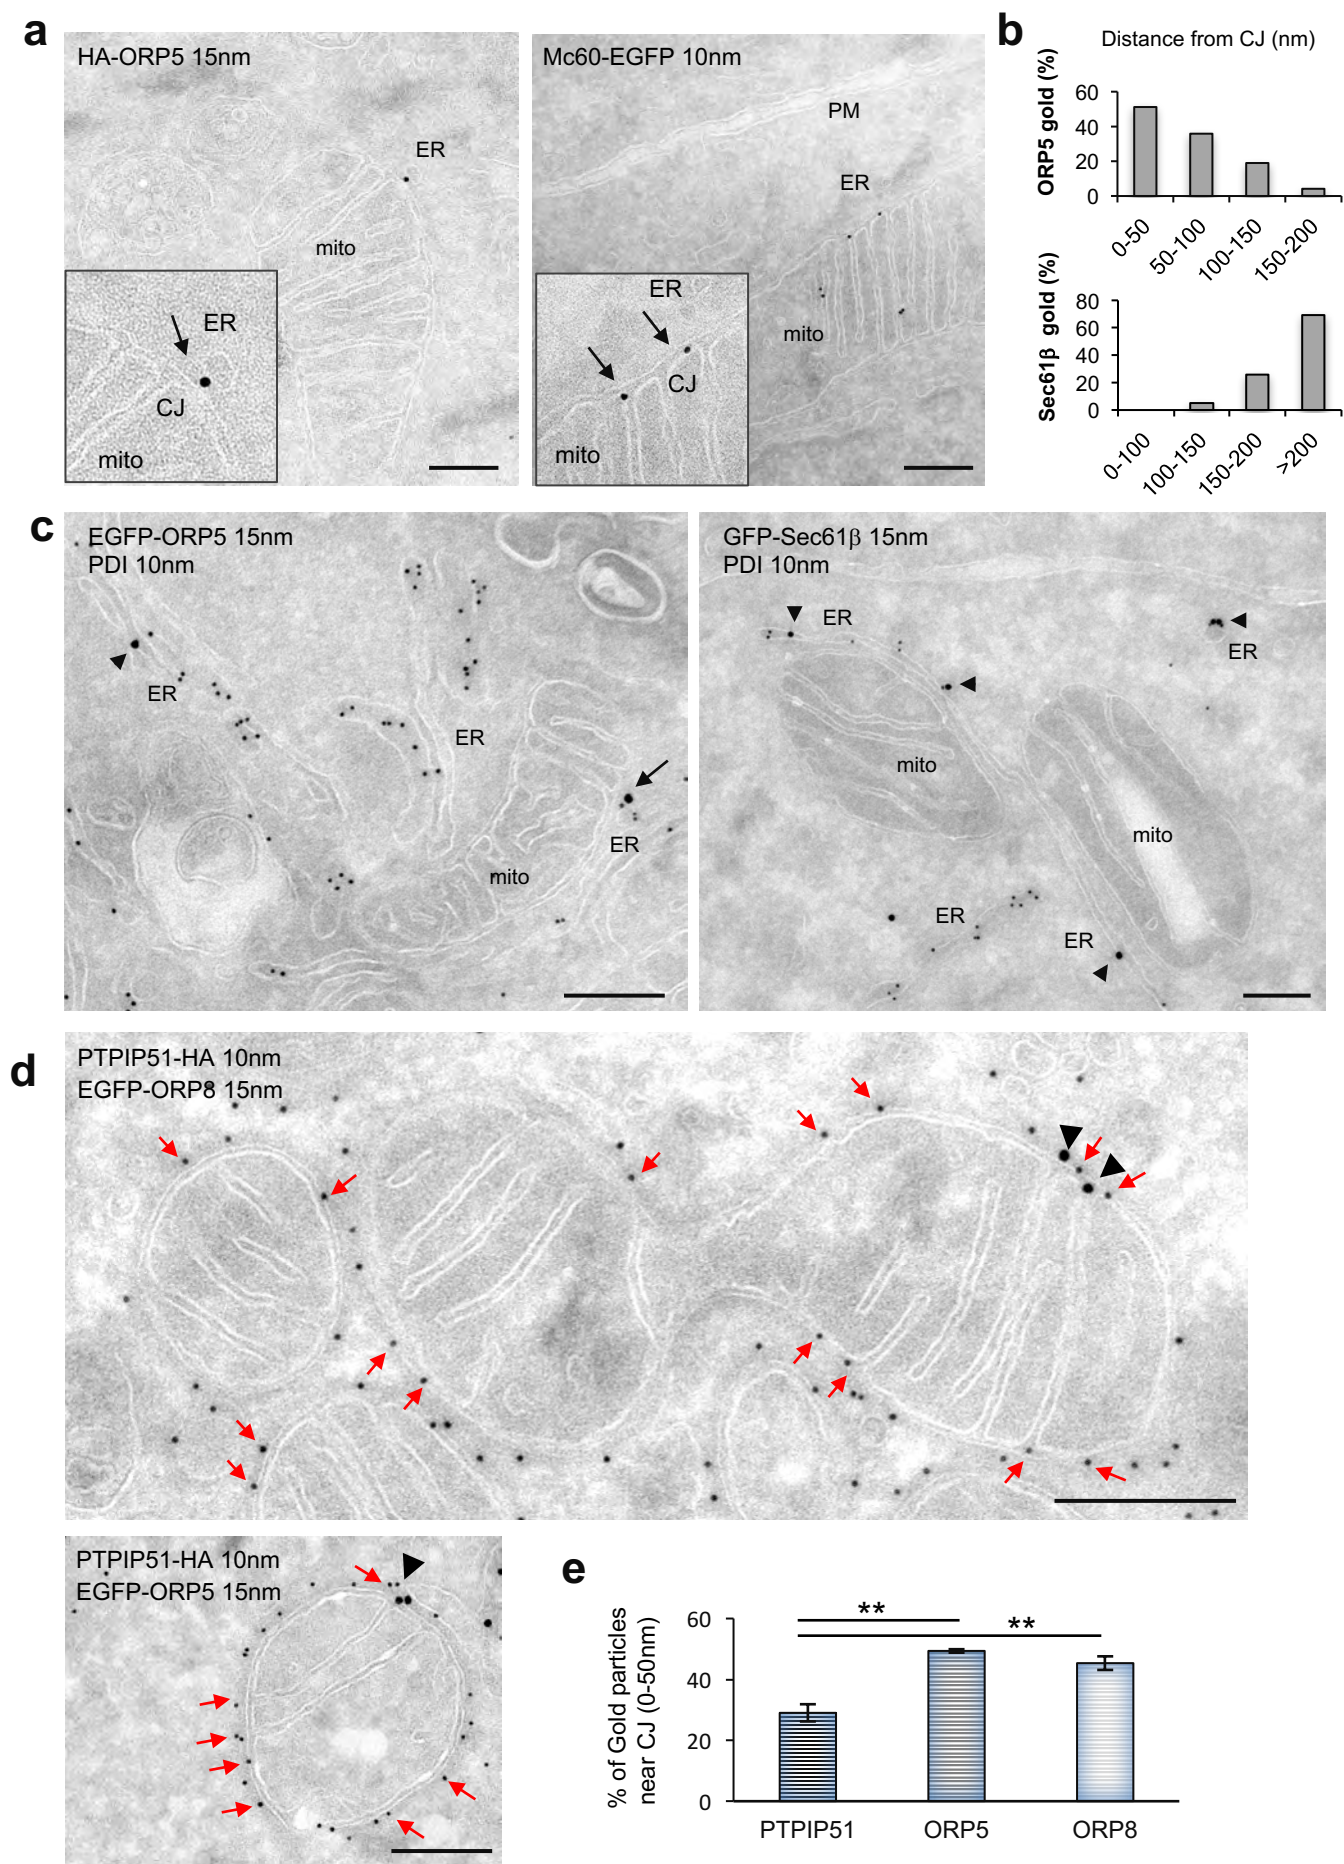 a
HA-ORP5 15nm
ER
mito
ER
CJ
mito
Mc60-EGFP 10nm
PM
ER
mito
ER
CJ
mito
b
Distance from CJ (nm)
ORP5 gold (%)
60
40
20
0
0-50
50-100
100-150
150-200
Sec61β gold (%)
80
60
40
20
0
0-100
100-150
150-200
>200
c
EGFP-ORP5 15nm
PDI 10nm
ER
ER
ER
mito
GFP-Sec61β 15nm
PDI 10nm
ER
ER
mito
mito
ER
ER
d
PTPIP51-HA 10nm
EGFP-ORP8 15nm
PTPIP51-HA 10nm
EGFP-ORP5 15nm
e
% of Gold particles
near CJ (0-50nm)
60
40
20
0
**
**
PTPIP51
ORP5
ORP8